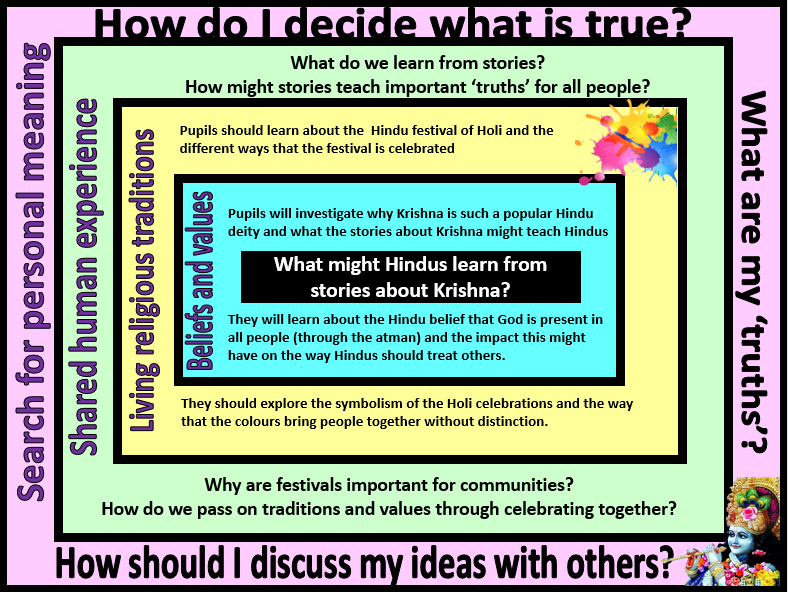 How do I decide what is true?
Search for personal meaning
What are my ‘truths’?
Shared human experience
What do we learn from stories?
How might stories teach important ‘truths’ for all people?
Living religious traditions
Pupils should learn about the Hindu festival of Holi and the
different ways that the festival is celebrated
Beliefs and values
Pupils will investigate why Krishna is such a popular Hindu
deity and what the stories about Krishna might teach Hindus
What might Hindus learn from
stories about Krishna?
They will learn about the Hindu belief that God is present in
all people (through the atman) and the impact this might
have on the way Hindus should treat others.
They should explore the symbolism of the Holi celebrations and the way
that the colours bring people together without distinction.
Why are festivals important for communities?
How do we pass on traditions and values through celebrating together?
How should I discuss my ideas with others?